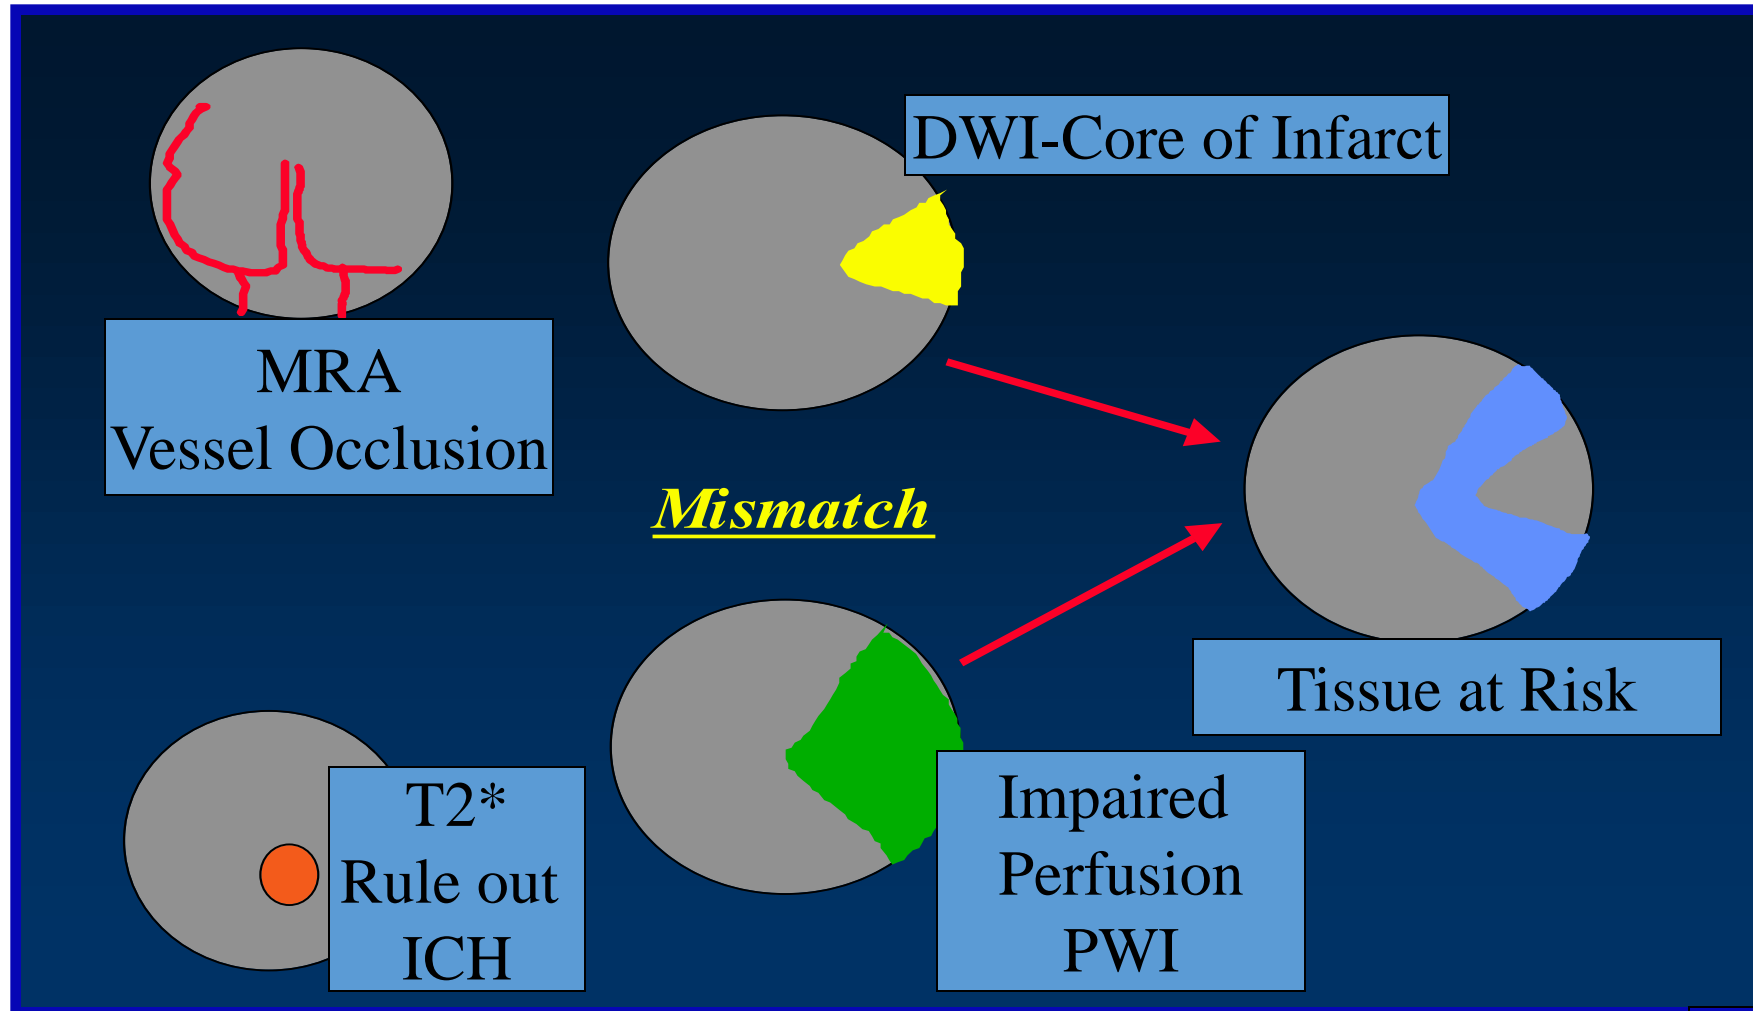 DWI-Core of Infarct
MRA
Vessel Occlusion
Mismatch
Tissue at Risk
T2*
Rule out
ICH
Impaired
Perfusion
PWI